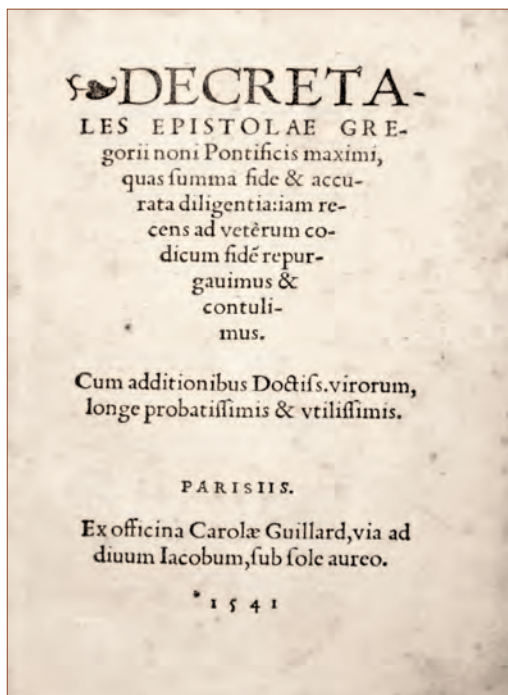 ❧DECRETA-
LES EPISTOLAE GRE-
gorii noni Pontificis maximi,
quas ſumma fide & accu-
rata diligentia:iam re-
cens ad vetêrum co-
dicum fidẽ repur-
gauimus &
contuli-
mus.
Cum additionibus Doctiſs.virorum,
longe probatiſſimis & vtiliſſimis.
PARISIIS.
Ex officina Carolæ Guillard,via ad
diuum Iacobum,ſub ſole aureo.
1541